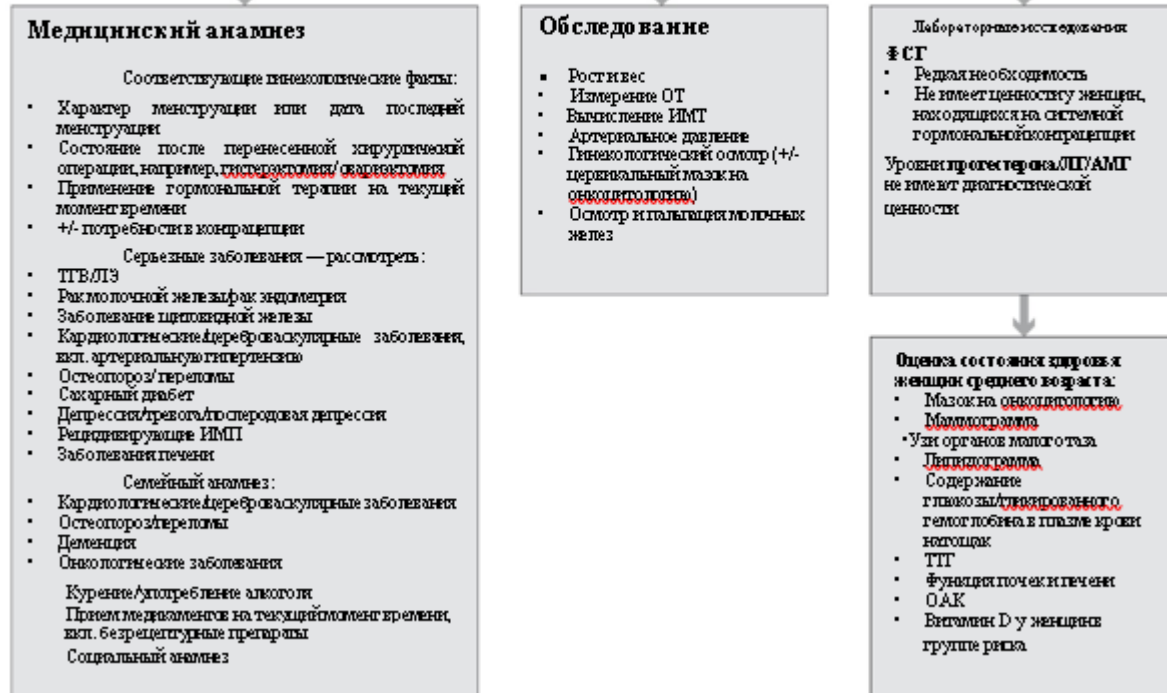 Медицинский анамнез
Соответствующие гинекологические факты:
• Характер менструации или дата последней
менструации
• Состояние после перенесенной хирургической
операции, например, гистерэктомия/овариэктомия
• Применение гормональной терапии на текущий
момент времени
• +/- потребности в контрацепции
Серьезные заболевания — рассмотреть:
• ТГВ/ЛЭ
• Рак молочной железы/рак эндометрия
• Заболевание щитовидной железы
• Кардиологические/цереброваскулярные заболевания,
вкл. артериальную гипертензию
• Остеопороз/переломы
• Сахарный диабет
• Депрессия/тревога/послеродовая депрессия
• Рецидивирующие ИМП
• Заболевания печени
Семейный анамнез:
• Кардиологические/цереброваскулярные заболевания
• Остеопороз/переломы
• Деменция
• Онкологические заболевания
Курение/употребление алкоголя
Прием медикаментов на текущий момент времени,
вкл. безрецептурные препараты
Социальный анамнез
Обследование
• Рост и вес
• Измерение ОТ
• Вычисление ИМТ
• Артериальное давление
• Гинекологический осмотр (+/-
цервикальный мазок на
онкоцитологию)
• Осмотр и пальпация молочных
желез
Лабораторные исследования
ФСГ
• Редкая необходимость
• Не имеет ценности у женщин,
находящихся на системной
гормональной контрацепции
Уровни прогестерона/ЛГ/АМГ
не имеют диагностической
ценности
Оценка состояния здоровья
женщин среднего возраста:
• Мазок на онкоцитологию
• Маммограмма
•Узи органов малого таза
• Липидограмма
• Содержание
глюкозы/гликированного
гемоглобина в плазме крови
натощак
• ТТГ
• Функция почек и печени
• ОАК
• Витамин D у женщин в
группе риска